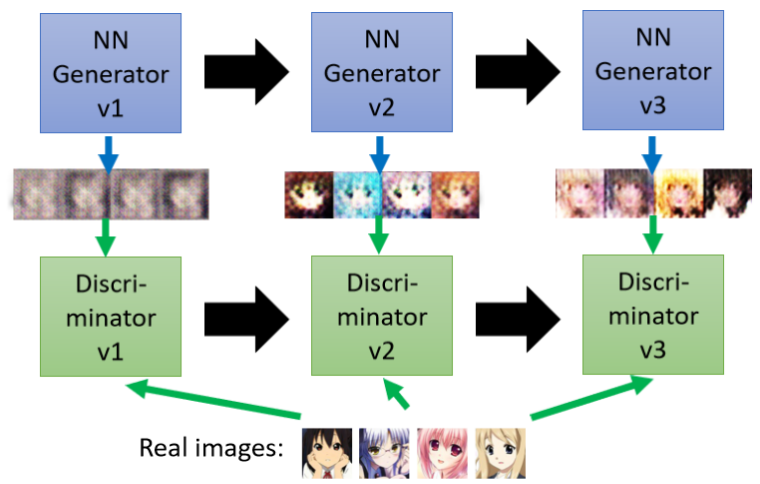 NN
Generator
v1
NN
Generator
v2
NN
Generator
v3
Discri-
minator
v1
Discri-
minator
v2
Discri-
minator
v3
Real images: